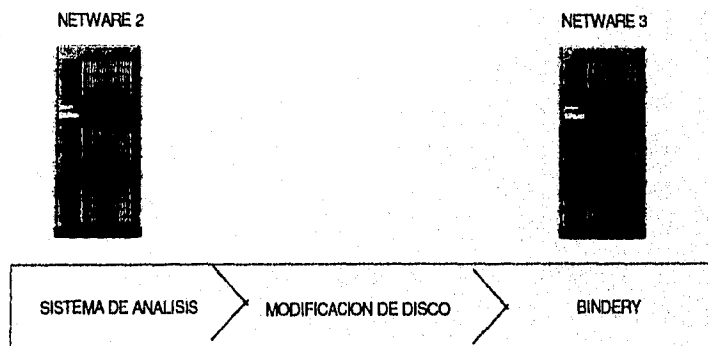 NETWARE 2
NETWARE 3
SISTEMA DE ANALISIS
MODIFICACION DE DISCO
BINDERY